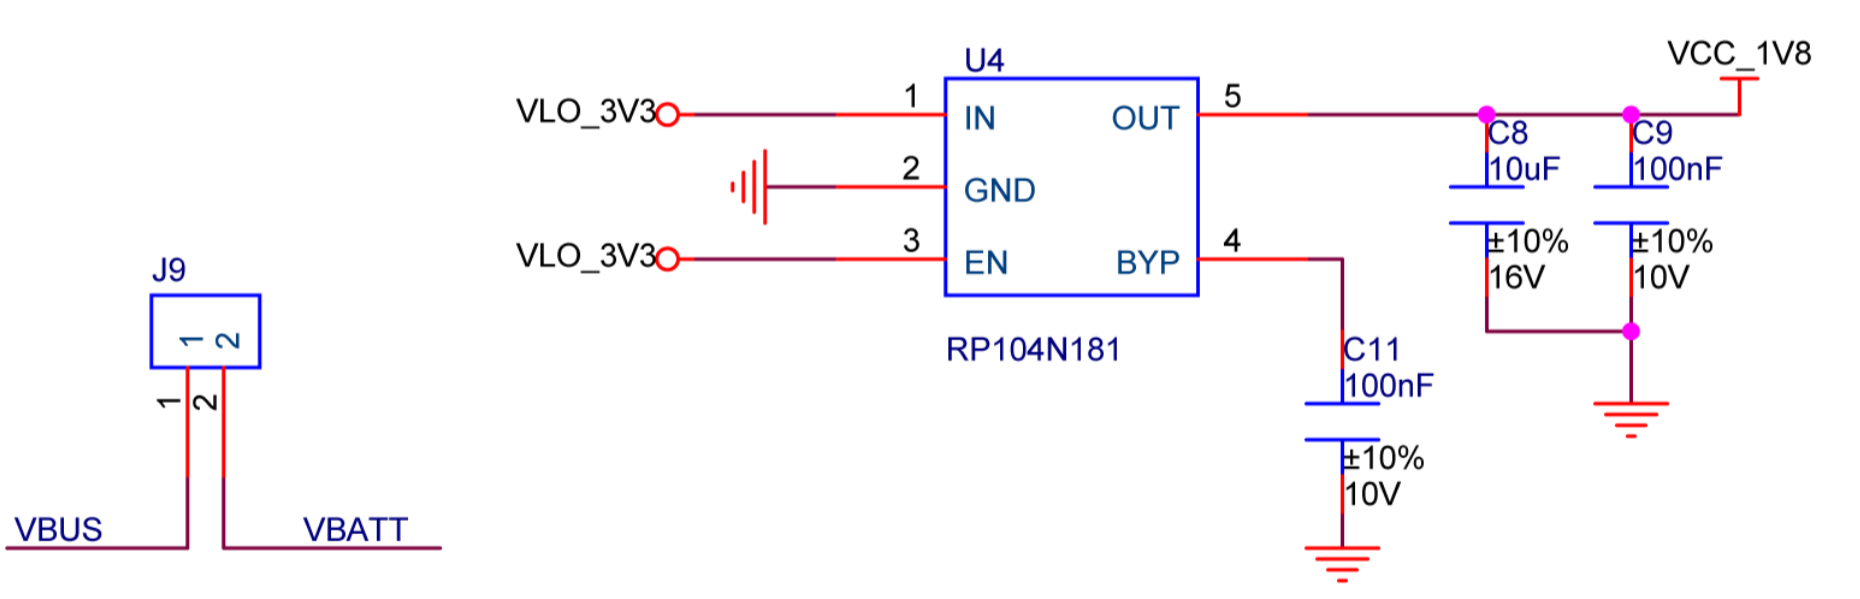 U4
VCC_1V8
VLO_3V3
1
IN
OUT
5
C8
10uF
±10%
16V
C9
100nF
±10%
10V
2
GND
VLO_3V3
3
EN
BYP
4
RP104N181
C11
100nF
±10%
10V
J9
1
2
1
2
VBUS
VBATT